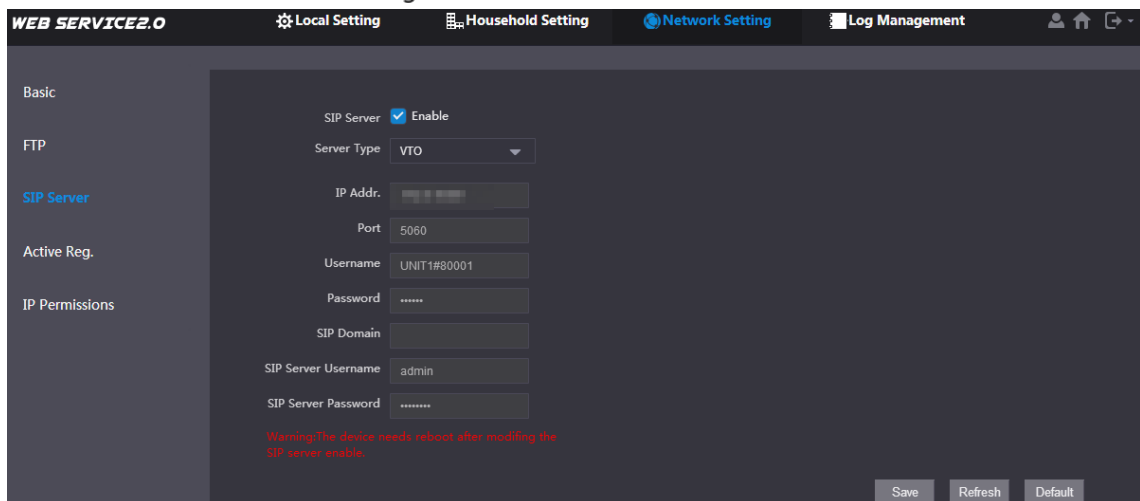 WEB SERVICE2.0 Local Setting Household Setting Network Setting Log Management
Basic
FTP
SIP Server
Active Reg.
IP Permissions
SIP Server Enable
Server Type VTO
IP Addr.
Port 5060
Username UNIT1#80001
Password ••••••
SIP Domain
SIP Server Username admin
SIP Server Password ••••••••
Warning:The device needs reboot after modifing the
SIP server enable.
Save Refresh Default